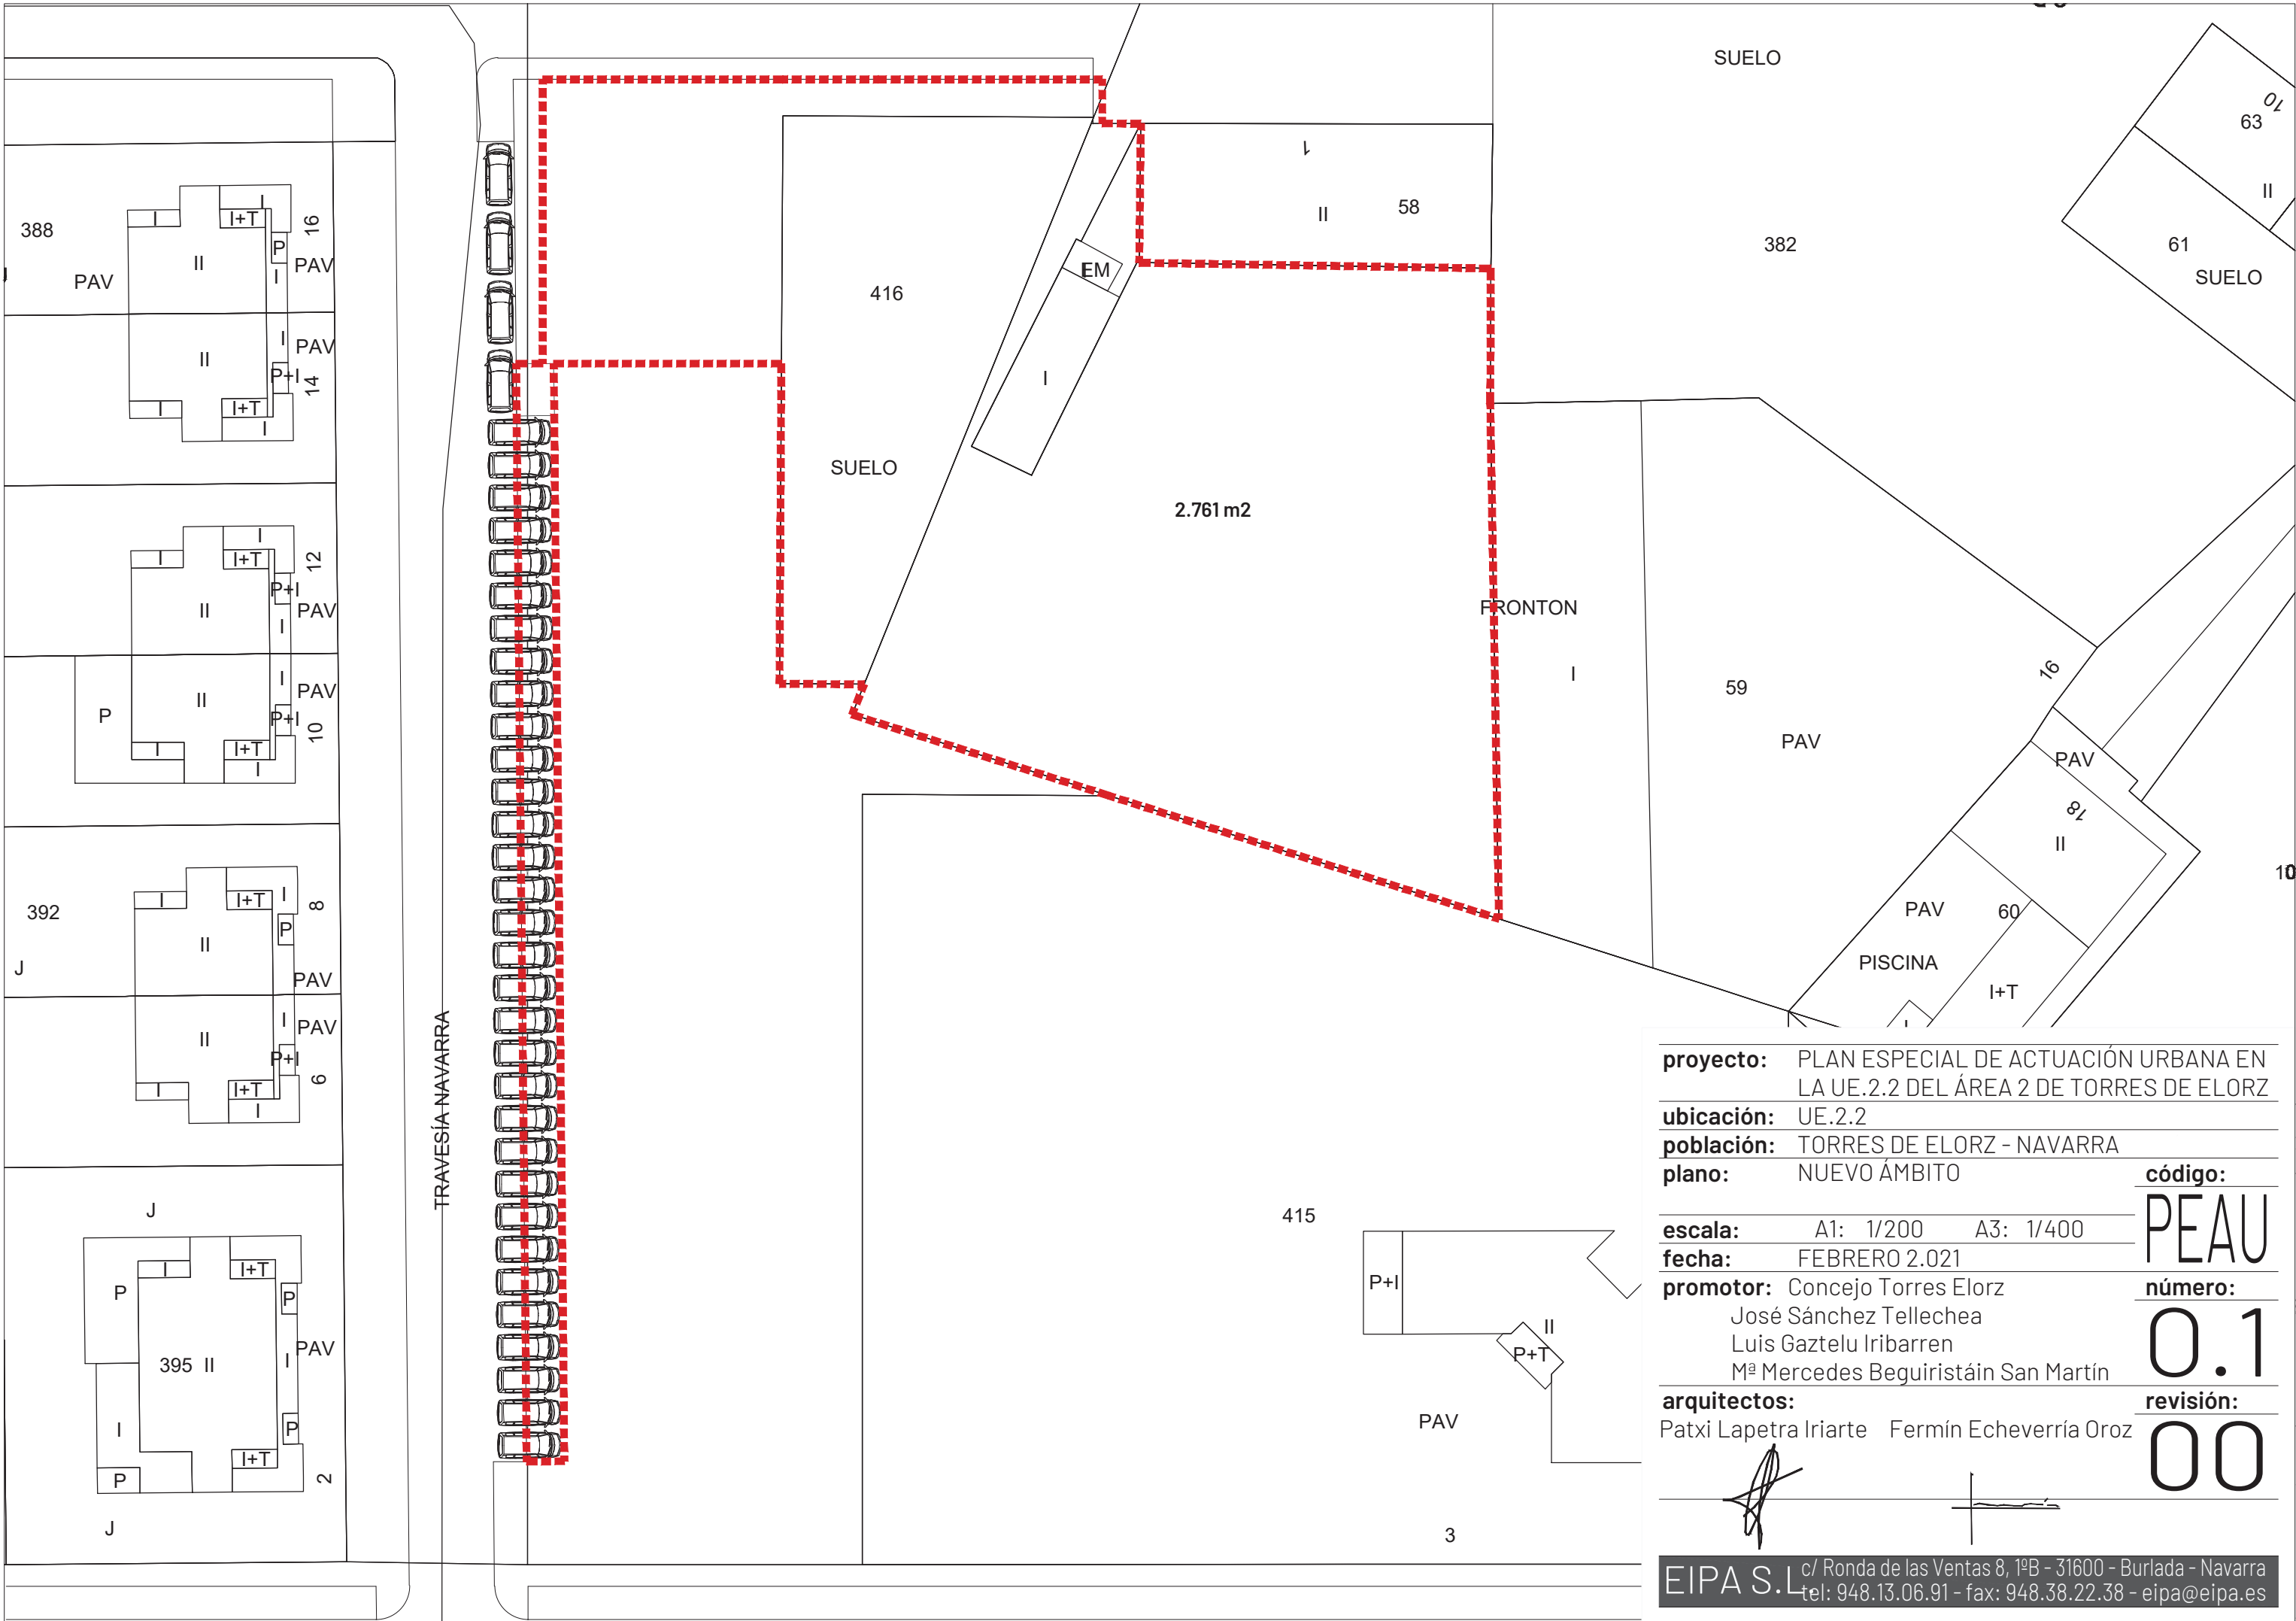 SUELO
10
63
II
61
SUELO
382
1
II
58
388
PAV
I
I+T
I
16
II
P
PAV
I
EM
416
I
I
PAV
II
P+I
14
I
I+T
I
SUELO
2.761 m2
I
I
I+T
12
P+I
II
PAV
I
FRONTON
I
I
PAV
II
P
P+I
10
I
I+T
I
59
PAV
16
PAV
18
II
10
I
I+T
I
8
392
P
II
J
PAV
PAV
60
PISCINA
I+T
I
I
PAV
II
P+I
6
I
I+T
I
TRAVESÍA NAVARRA
415
J
I
I+T
P
P
PAV
395 II
I
I
P
I+T
P
2
J
P+I
II
P+T
PAV
3
proyecto: PLAN ESPECIAL DE ACTUACIÓN URBANA EN
LA UE.2.2 DEL ÁREA 2 DE TORRES DE ELORZ
ubicación: UE.2.2
población: TORRES DE ELORZ - NAVARRA
plano: NUEVO ÁMBITO
código:
PEAU
escala: A1: 1/200 A3: 1/400
fecha: FEBRERO 2.021
promotor: Concejo Torres Elorz
José Sánchez Tellechea
Luis Gaztelu Iribarren
Mª Mercedes Beguiristáin San Martín
número:
0.1
arquitectos:
Patxi Lapetra Iriarte Fermín Echeverría Oroz
revisión:
00
EIPA S.L.
c/ Ronda de las Ventas 8, 1ºB - 31600 - Burlada - Navarra
tel: 948.13.06.91 - fax: 948.38.22.38 - eipa@eipa.es